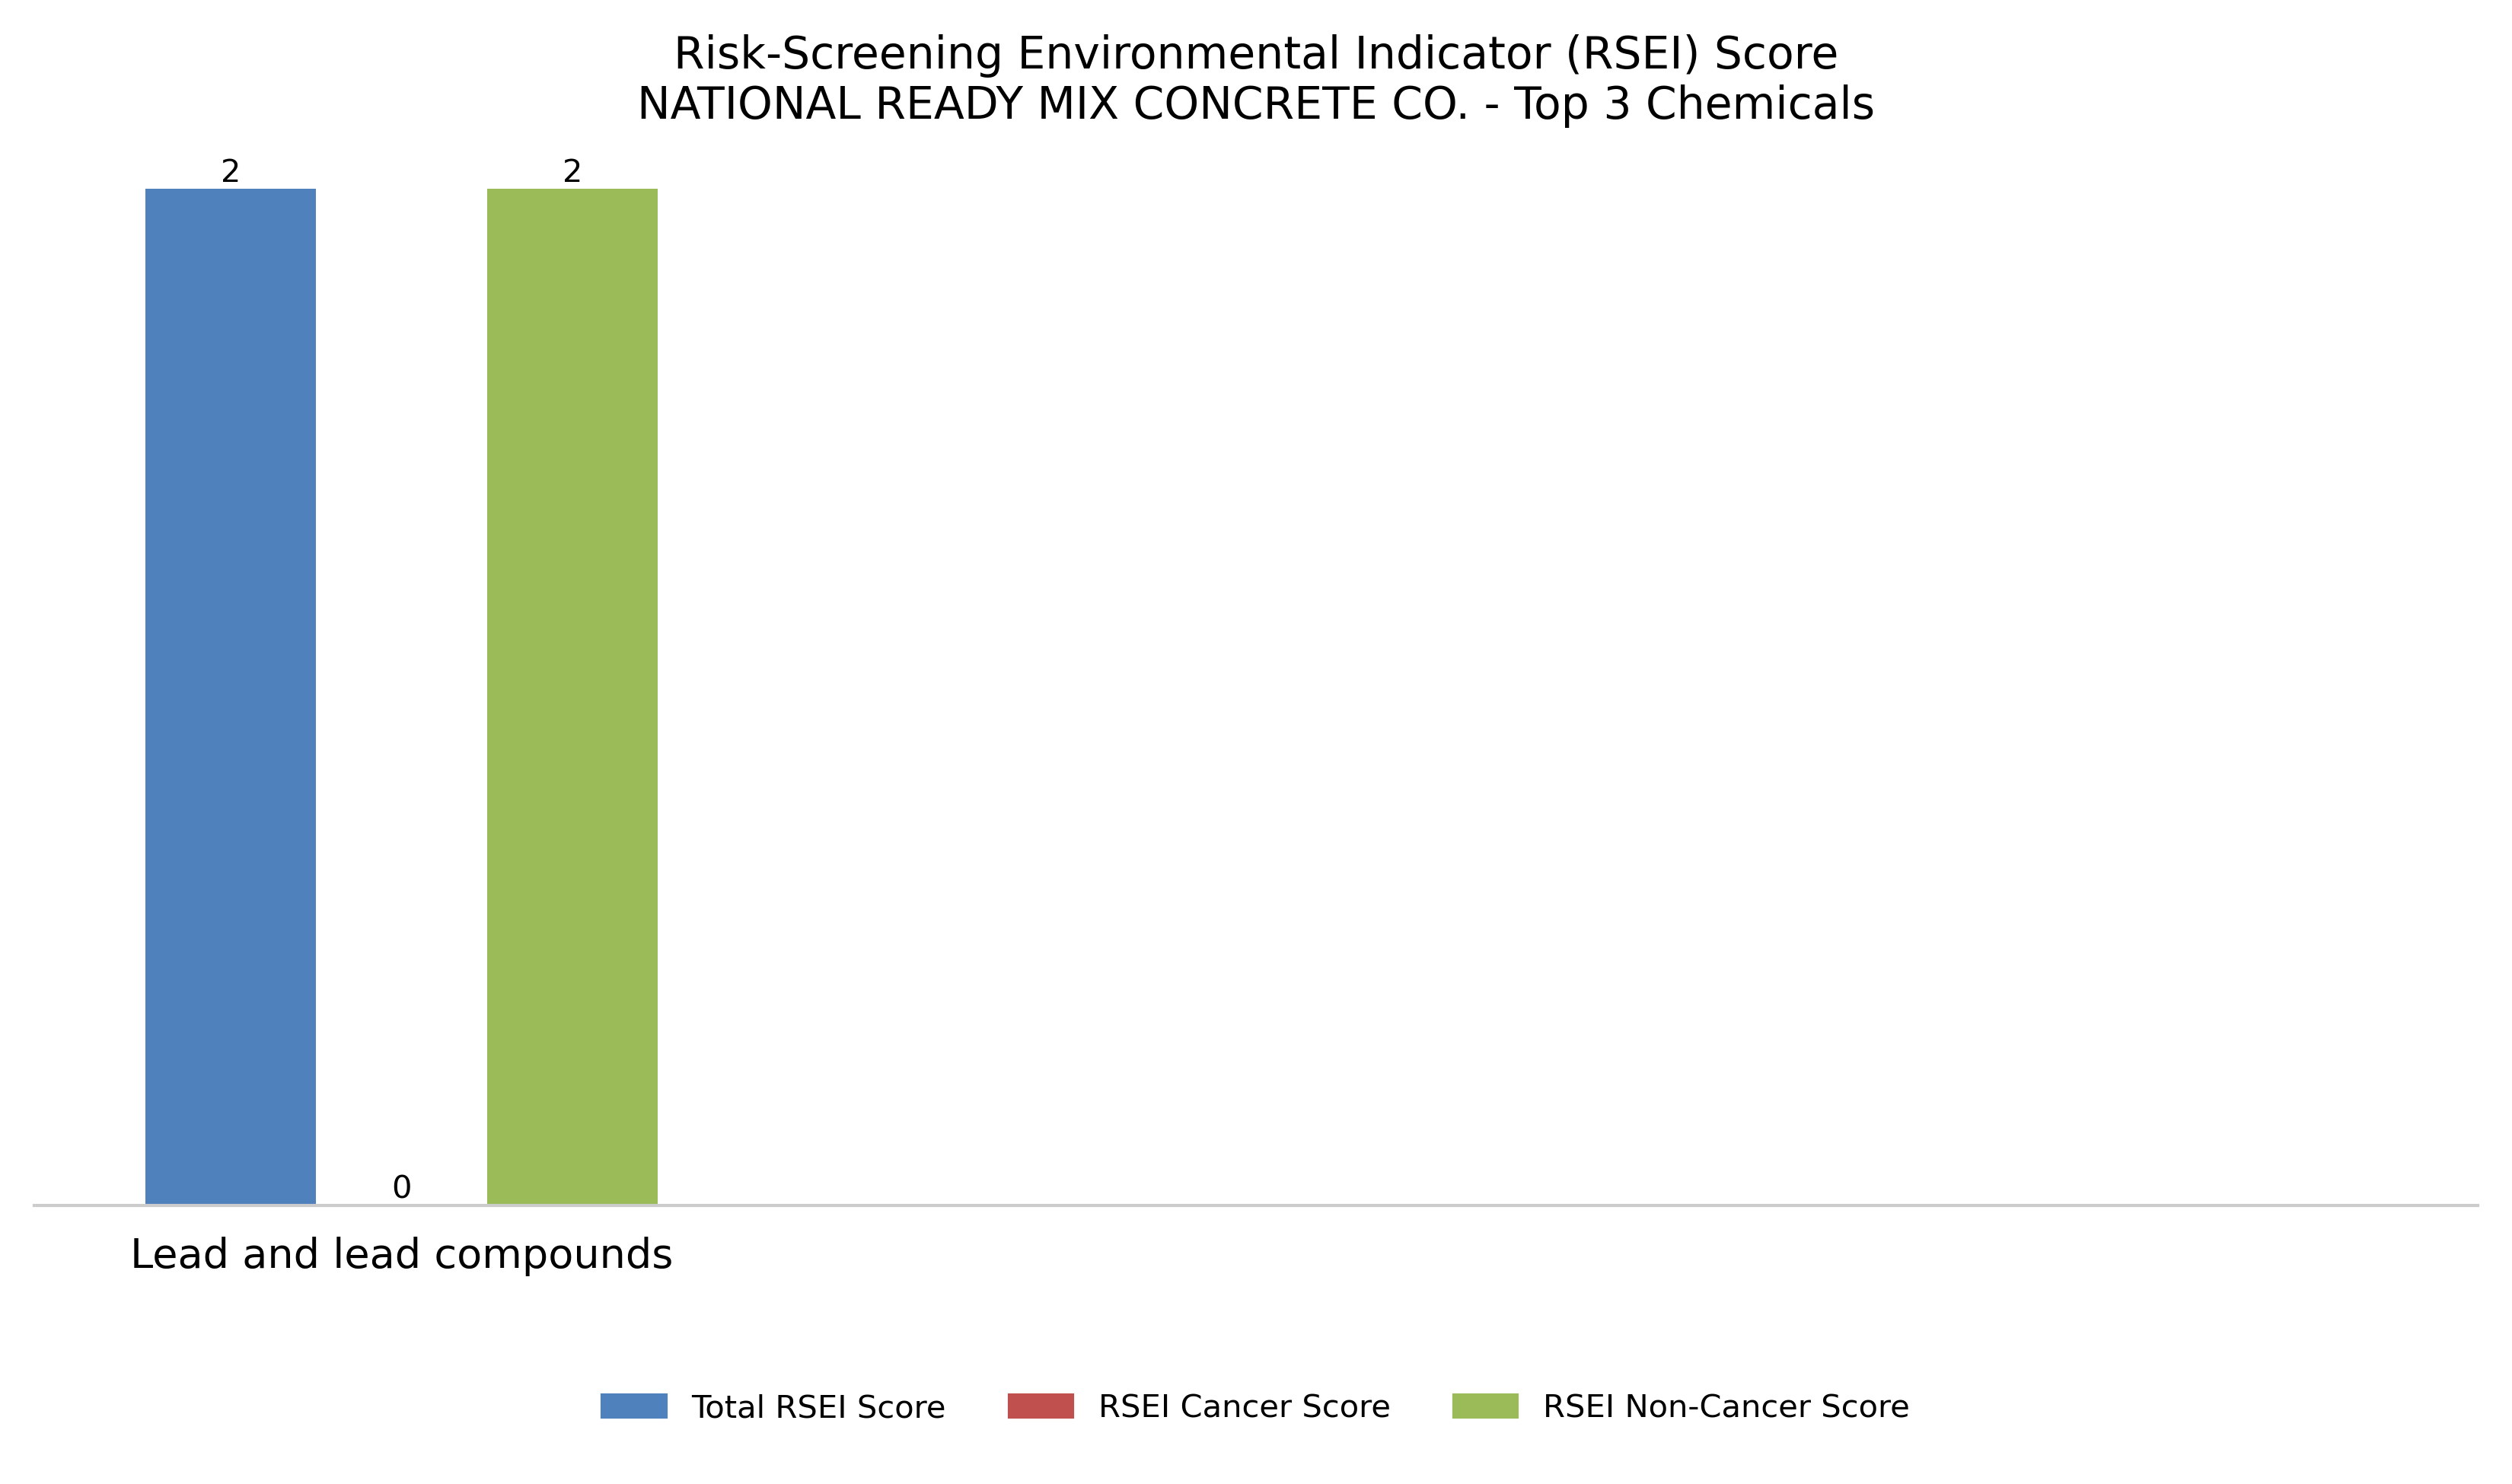 Risk-Screening Environmental Indicator (RSEI) Score
NATIONAL READY MIX CONCRETE CO. - Top 3 Chemicals
2
2
0
Lead and lead compounds
Total RSEI Score
RSEI Cancer Score
RSEI Non-Cancer Score